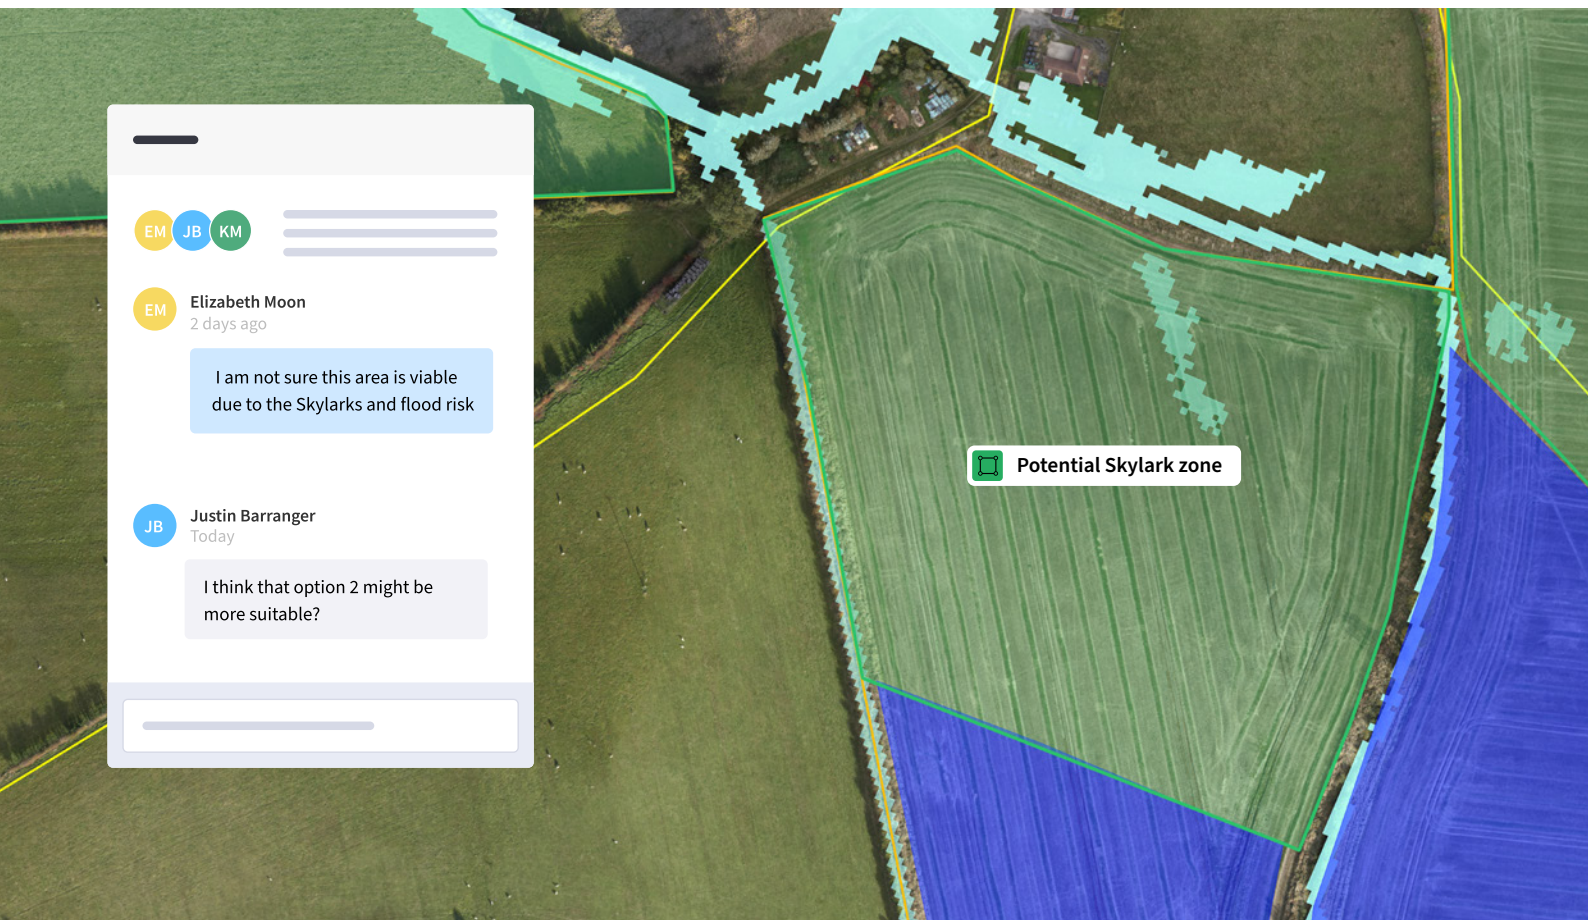 EM JB KM
EM
Elizabeth Moon
2 days ago
I am not sure this area is viable
due to the Skylarks and flood risk
JB
Justin Barranger
Today
I think that option 2 might be
more suitable?
Potential Skylark zone